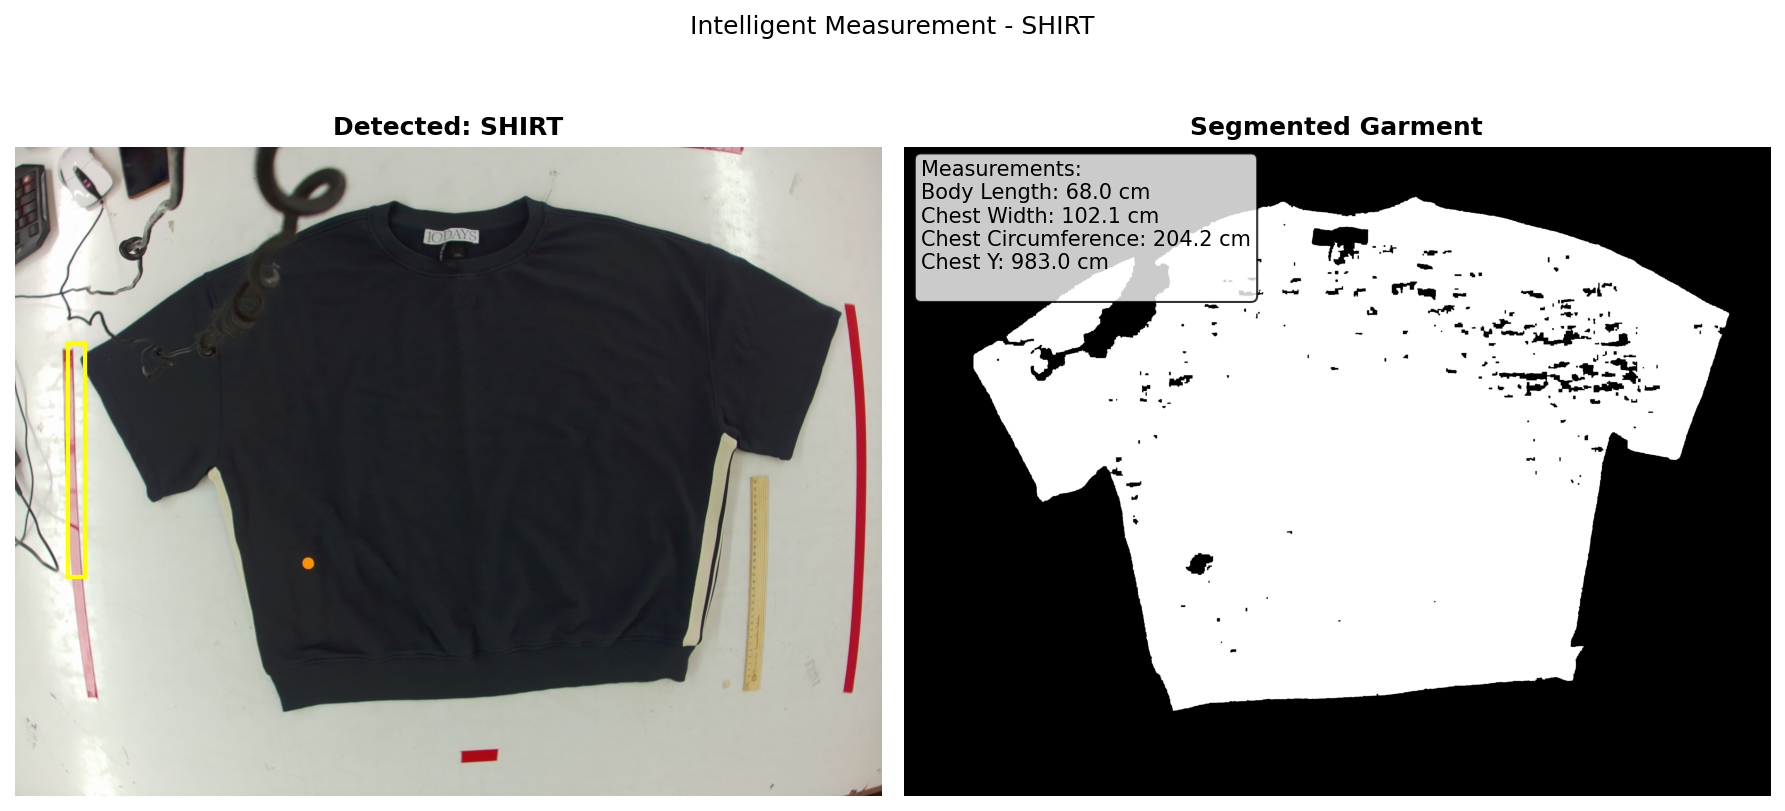 Intelligent Measurement - SHIRT
Detected: SHIRT
10DAYS
Segmented Garment
Measurements:
Body Length: 68.0 cm
Chest Width: 102.1 cm
Chest Circumference: 204.2 cm
Chest Y: 983.0 cm